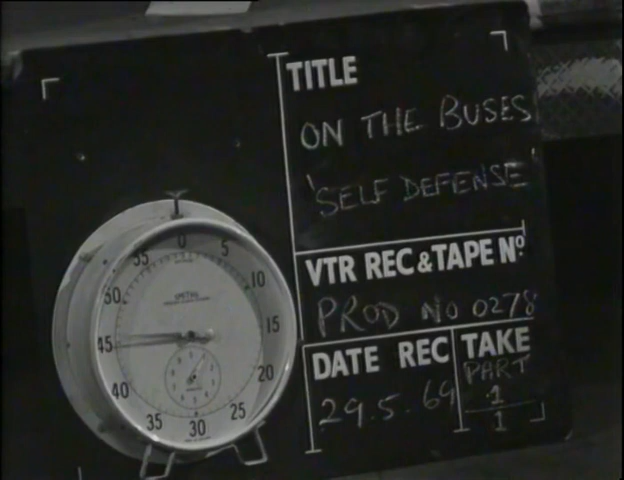 TITLE
ON THE BUSES
'SELF DEFENSE'
VTR REC & TAPE Nº
PROD NO 0278
DATE REC
29.5.69
TAKE
PART
1
1
0
5
10
15
20
25
30
35
40
45
50
55